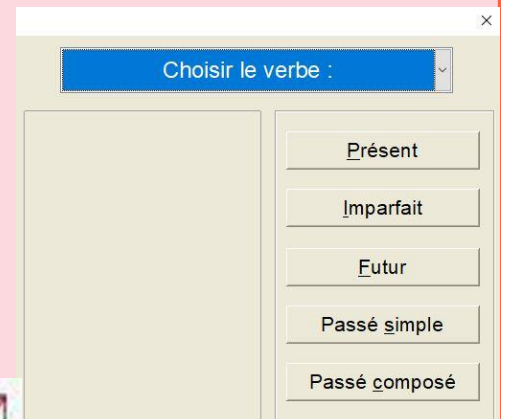 Choisir le verbe :
Présent
Imparfait
Futur
Passé simple
Passé composé